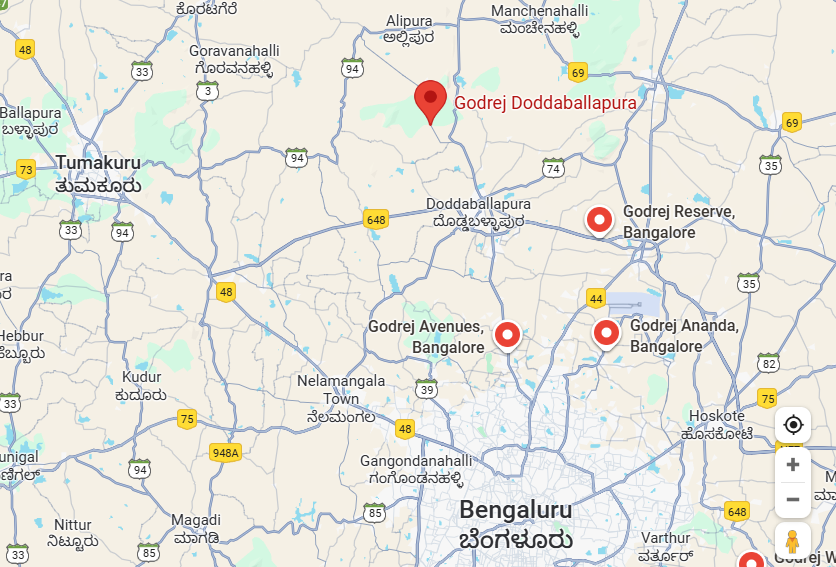 ಕೊರಟಗೆರೆ
Manchenahalli
ಮಂಚೇನಹಳ್ಳಿ
Alipura
ಅಲ್ಲಿಪುರ
48
Goravanahalli
ಗೊರವನಹಳ್ಳಿ
33
94
69
3
Godrej Doddaballapura
Ballapura
ಬಳ್ಳಾಪುರ
69
Tumakuru
ತುಮಕೂರು
73
94
74
35
Doddaballapura
ದೊಡ್ಡಬಳ್ಳಾಪುರ
648
Godrej Reserve,
Bangalore
33
94
48
44
35
Godrej Avenues,
Bangalore
Godrej Ananda,
Bangalore
Hebbur
ಹೆಬ್ಬೂರು
Kudur
ಕುದೂರು
Nelamangala
Town
ನೆಲಮಂಗಲ
39
82
33
75
75
48
Hoskote
ಹೊಸಕೋಟೆ
948A
94
Gangondanahalli
ಗಂಗೊಂಡನಹಳ್ಳಿ
85
648
Bengaluru
ಬೆಂಗಳೂರು
Nittur
ನಿಟ್ಟೂರು
Magadi
ಮಾಗಡಿ
33
85
Varthur
ವರ್ತೂರ್
Godrej W